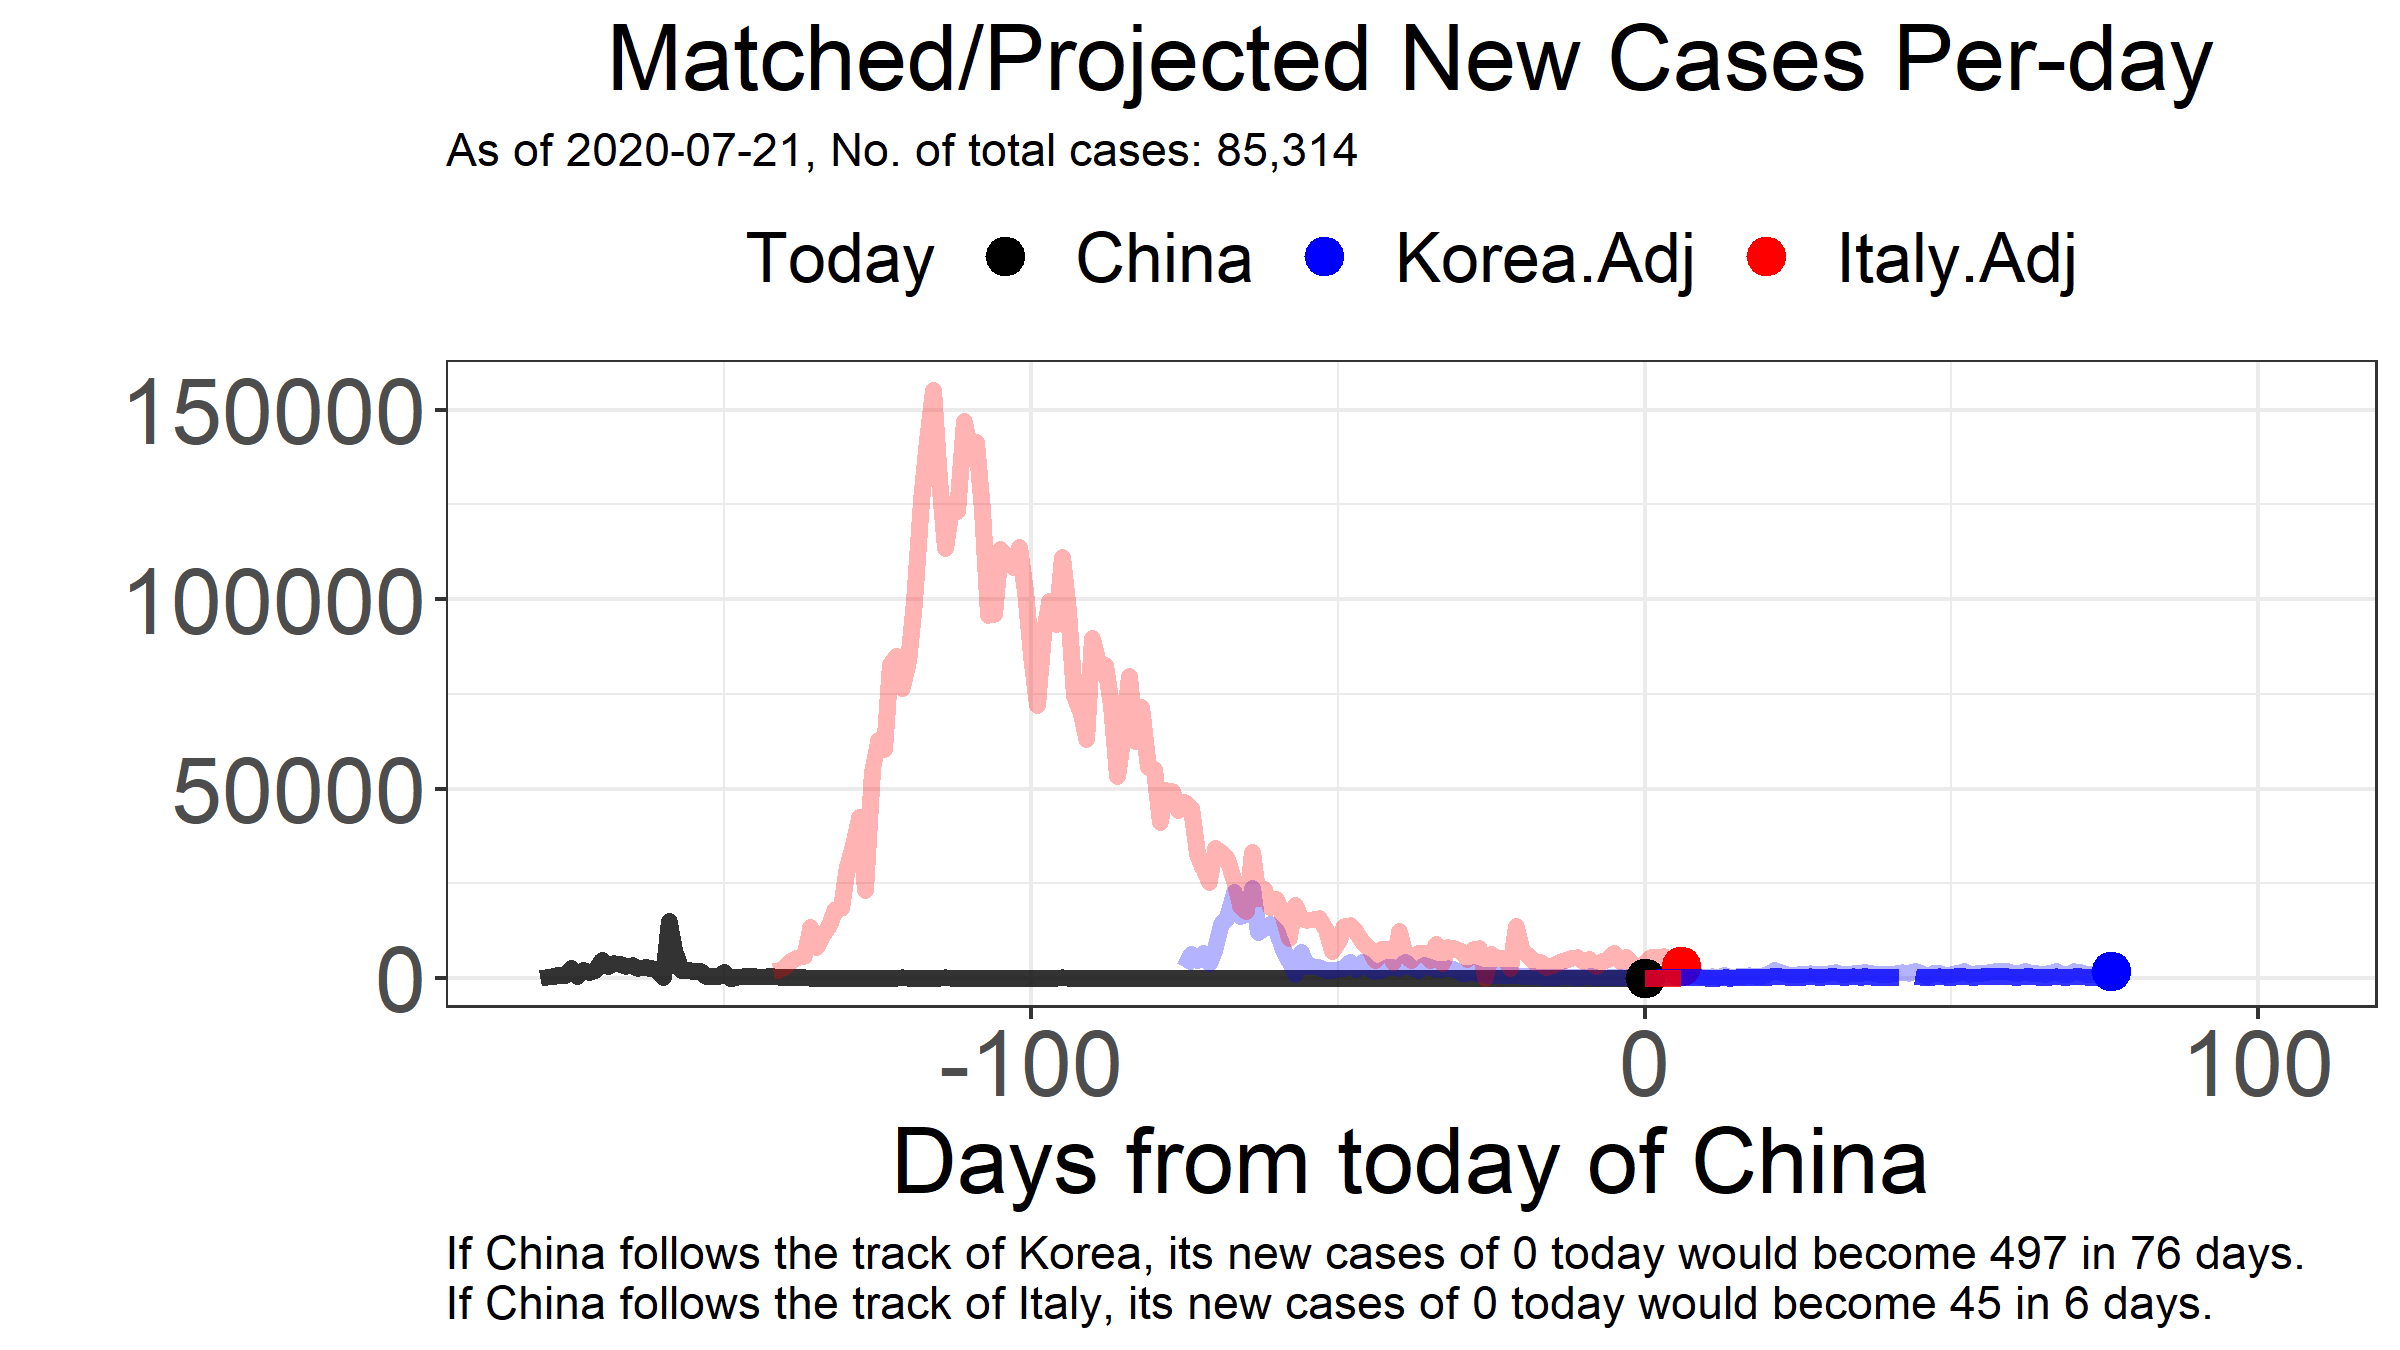 Matched/Projected New Cases Per-day
As of 2020-07-21, No. of total cases: 85,314
Today China Korea.Adj Italy.Adj
150000
100000
50000
0
-100 0 100
Days from today of China
If China follows the track of Korea, its new cases of 0 today would become 497 in 76 days.
If China follows the track of Italy, its new cases of 0 today would become 45 in 6 days.